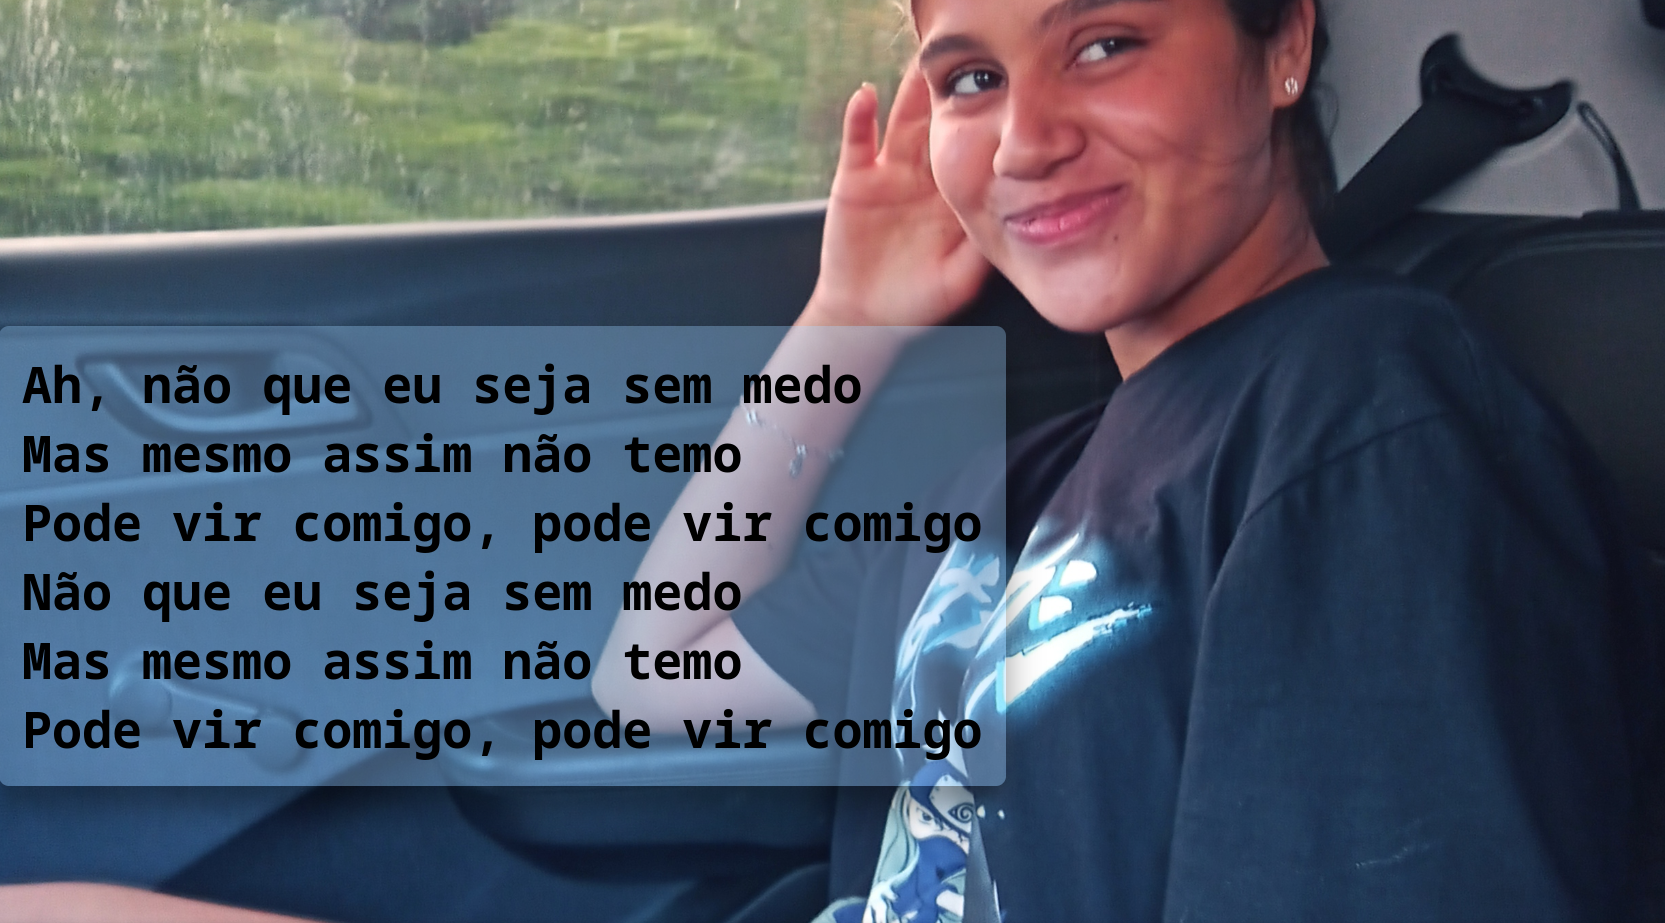 Ah, não que eu seja sem medo
Mas mesmo assim não temo
Pode vir comigo, pode vir comigo
Não que eu seja sem medo
Mas mesmo assim não temo
Pode vir comigo, pode vir comigo